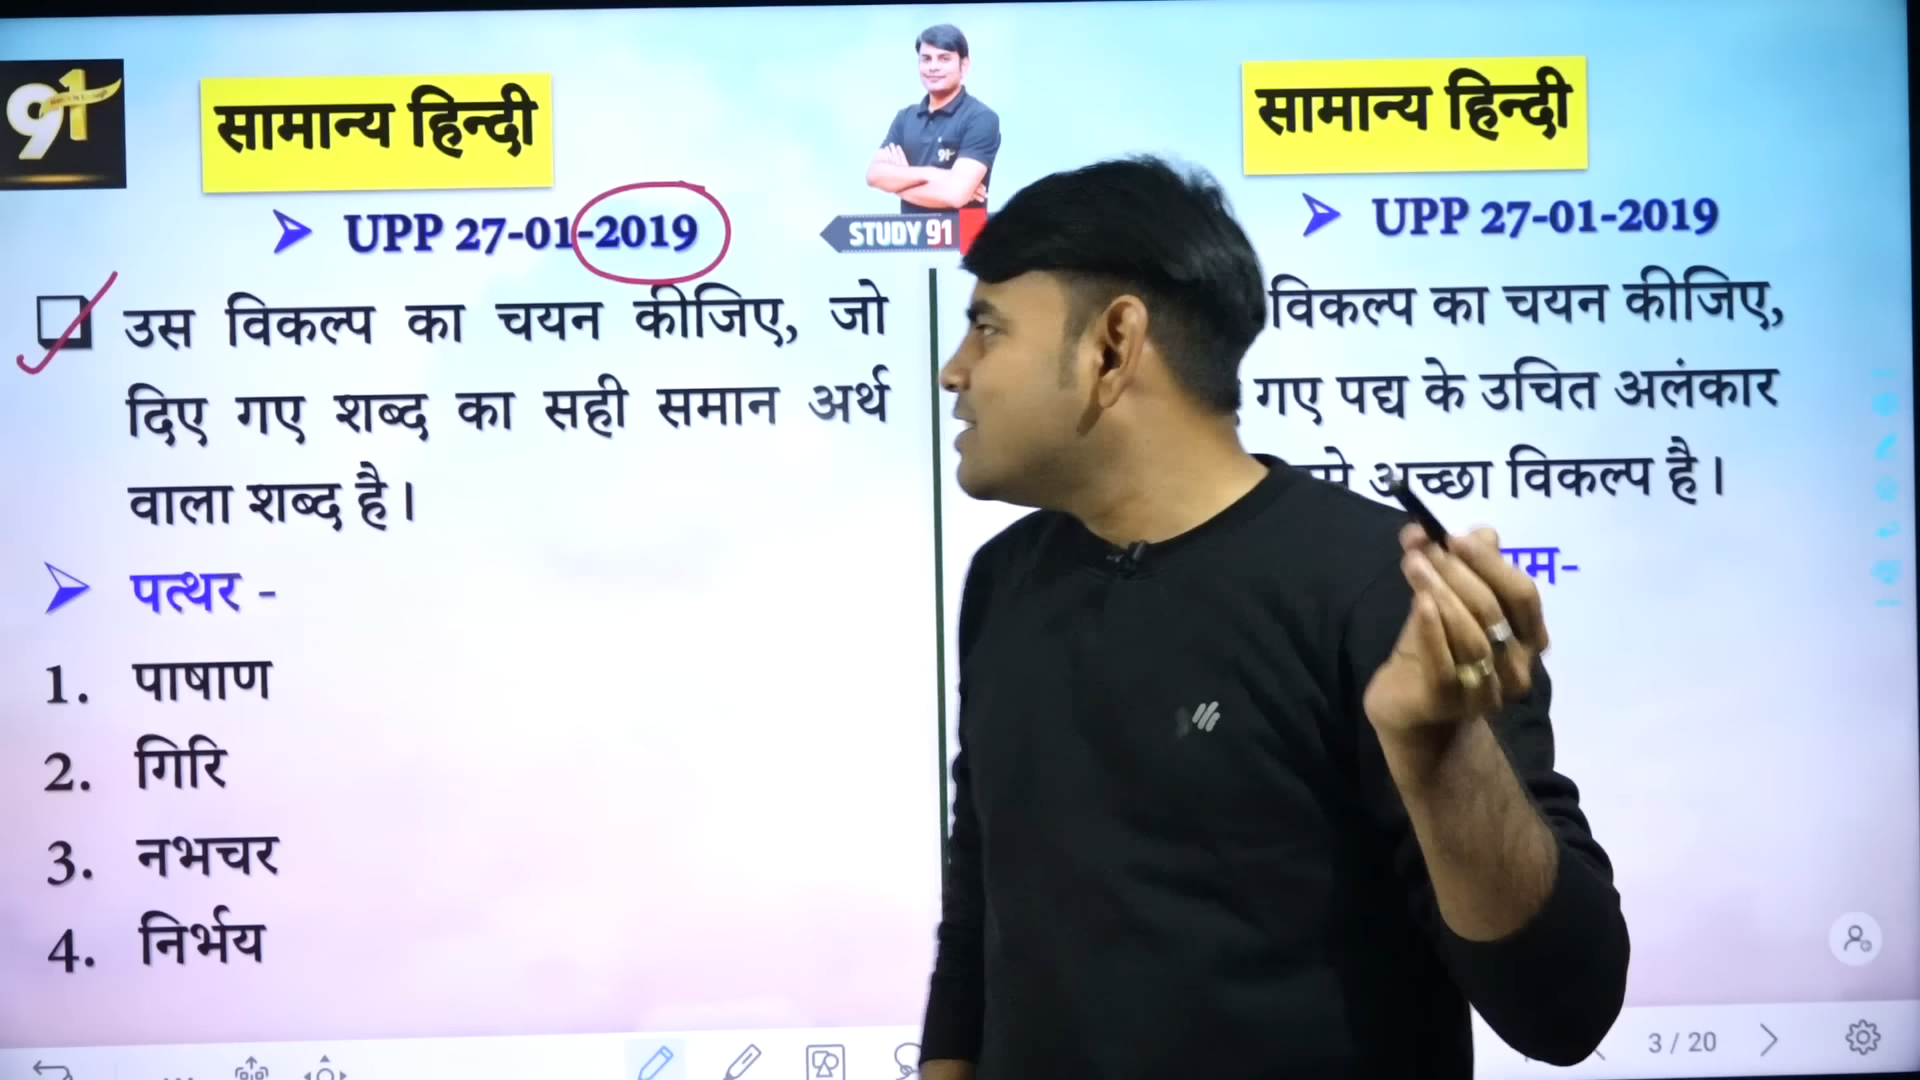 91
सामान्य हिन्दी
UPP 27-01-2019
उस विकल्प का चयन कीजिए, जो
दिए गए शब्द का सही समान अर्थ
वाला शब्द है।
पत्थर -
1. पाषाण
2. गिरि
3. नभचर
4. निर्भय
STUDY 91
सामान्य हिन्दी
UPP 27-01-2019
विकल्प का चयन कीजिए,
गए पद्य के उचित अलंकार
अच्छा विकल्प है।
3 / 20